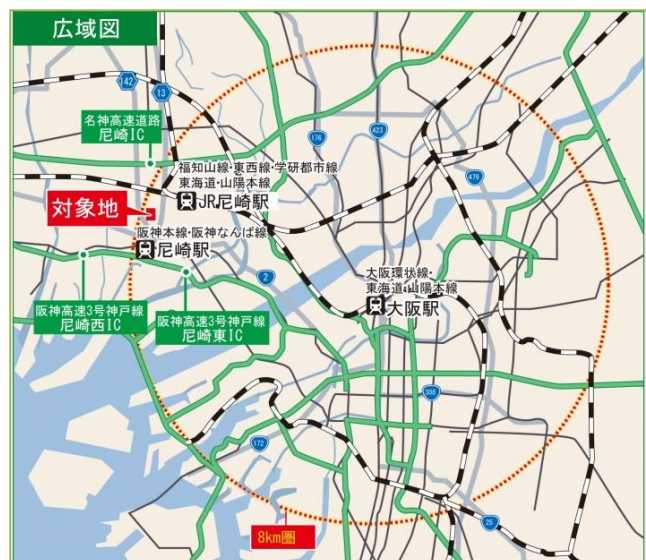 広域図
142
13
名神高速道路
尼崎IC
176
423
479
福知山線・東西線・学研都市線
東海道・山陽本線
JR尼崎駅
対象地
阪神本線・阪神なんば線
尼崎駅
2
大阪環状線・
東海道・山陽本線
大阪駅
阪神高速3号神戸線
尼崎西IC
阪神高速3号神戸線
尼崎東IC
308
172
25
8km圏